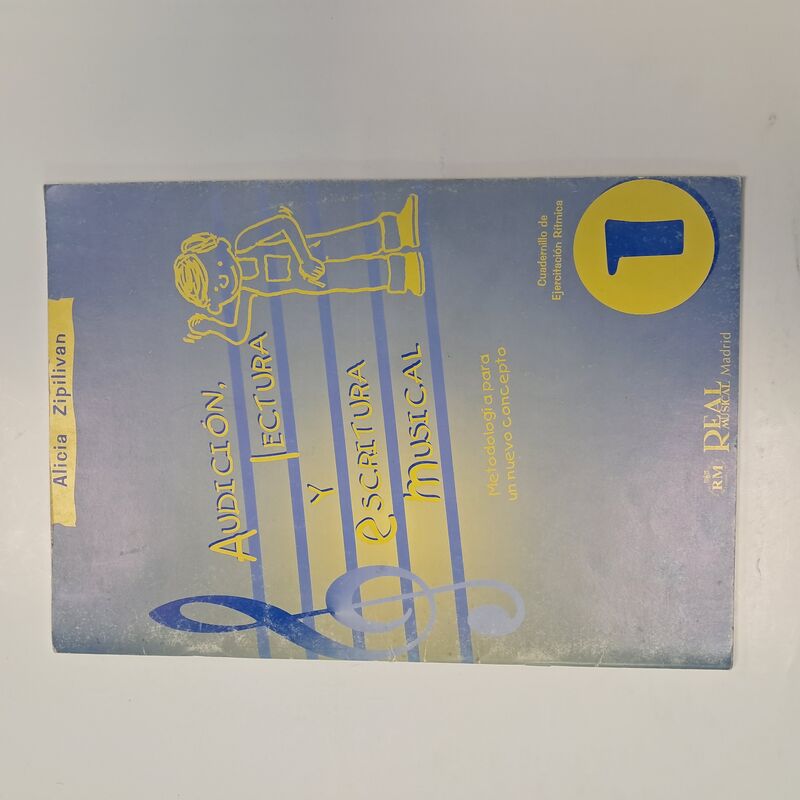 Alicia Zipilivan
AUDICIÓN,
LECTURA
Y
ESCRITURA
MUSICAL
Metodología para
un nuevo concepto
Cuadernillo de
Ejercitación Rítmica
1
RM
REAL
MUSICAL Madrid